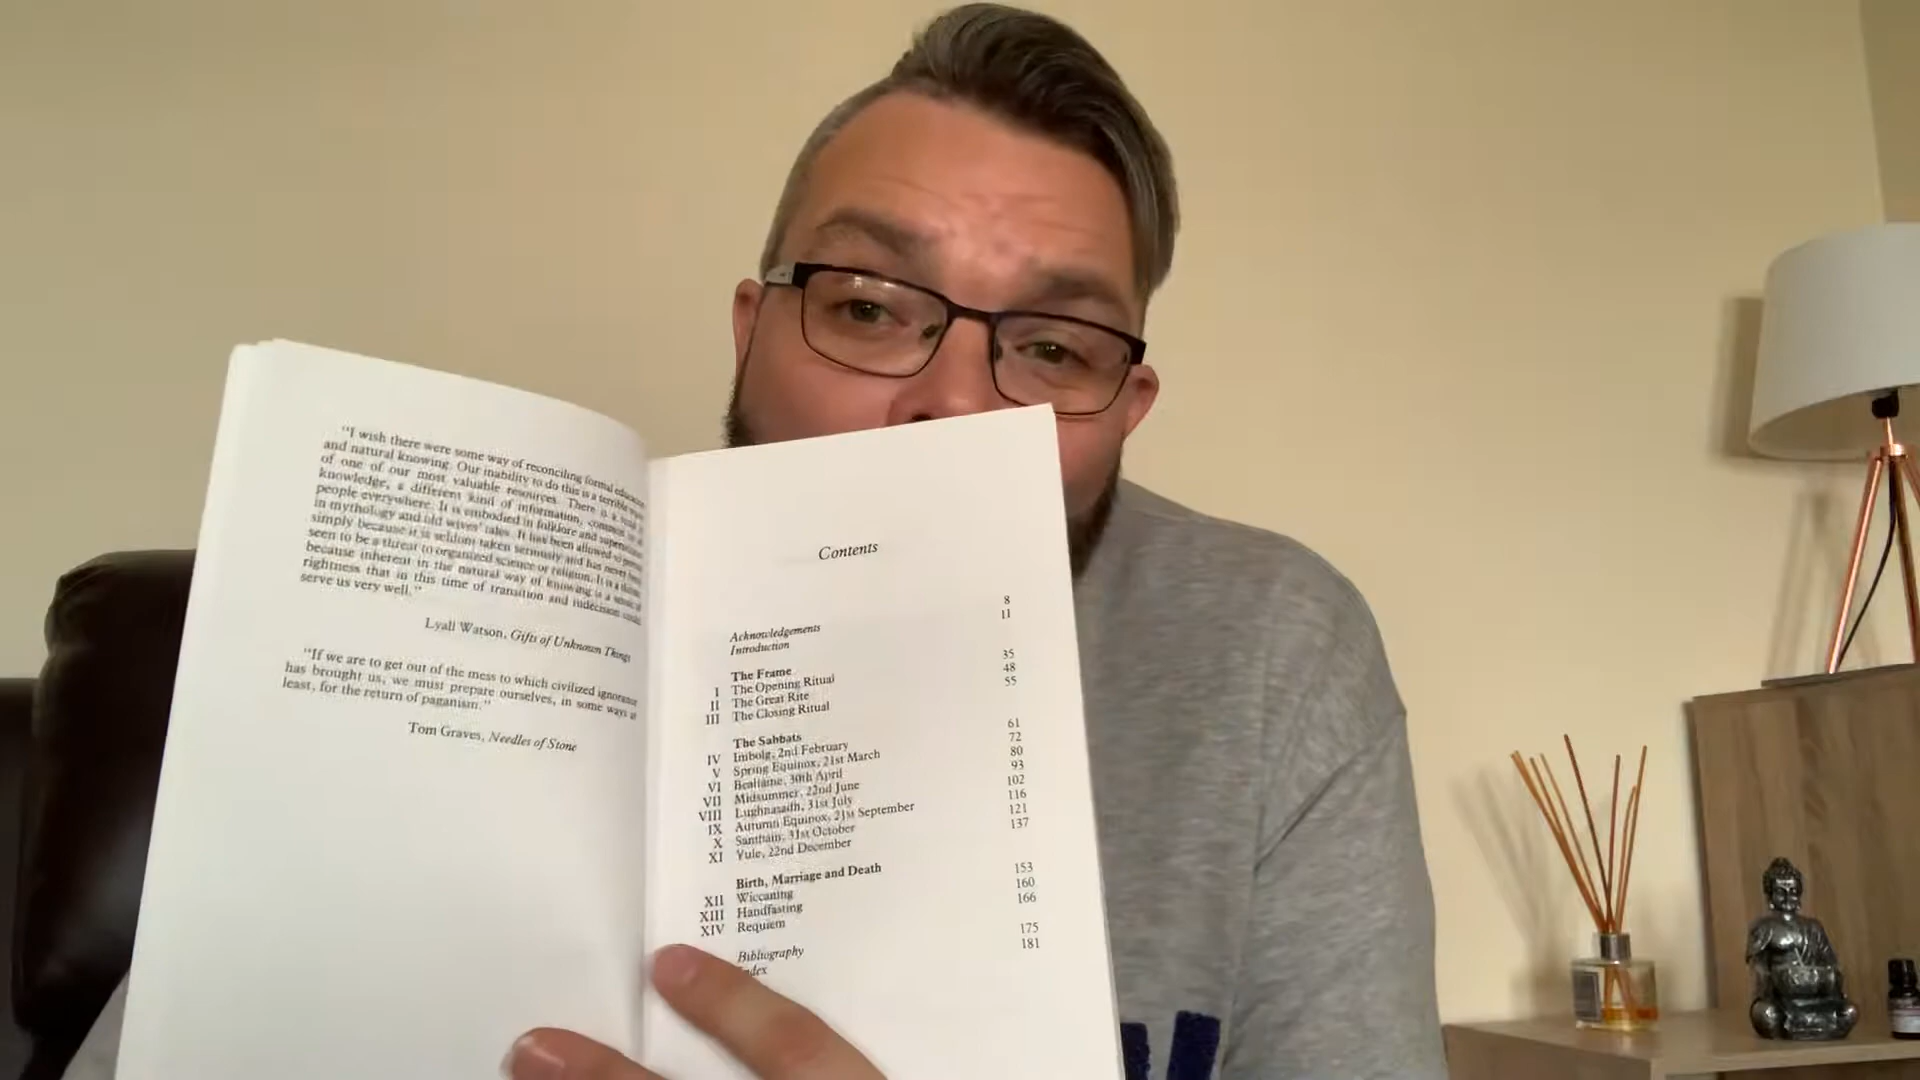 "I wish there were some way of reconciling formal education
and natural knowing. Our inability to do this is a terrible
of one of our most valuable resources. There is a
knowledge, a different kind of information, common to
people everywhere. It is embodied in folklore and
in mythology and old wives' tales. It has been allowed to
simply because it is seldom taken seriously and has never
seen to be a threat to organized science or religion. It is a
because inherent in the natural way of knowing is a
rightness that in this time of transition and indecision could
serve us very well."
Lyall Watson, Gifts of Unknown Things
"If we are to get out of the mess to which civilized ignorance
has brought us, we must prepare ourselves, in some ways at
least, for the return of paganism."
Tom Graves, Needles of Stone
Contents
Acknowledgements 8
Introduction 11
The Frame
I The Opening Ritual 35
II The Great Rite 48
III The Closing Ritual 55
The Sabbats
IV Imbolg, 2nd February 61
V Spring Equinox, 21st March 72
VI Bealtaine, 30th April 80
VII Midsummer, 22nd June 93
VIII Lughnasadh, 31st July 102
IX Autumn Equinox, 21st September 116
X Samhain, 31st October 121
XI Yule, 22nd December 137
Birth, Marriage and Death
XII Wiccaning 153
XIII Handfasting 160
XIV Requiem 166
Bibliography 175
Index 181